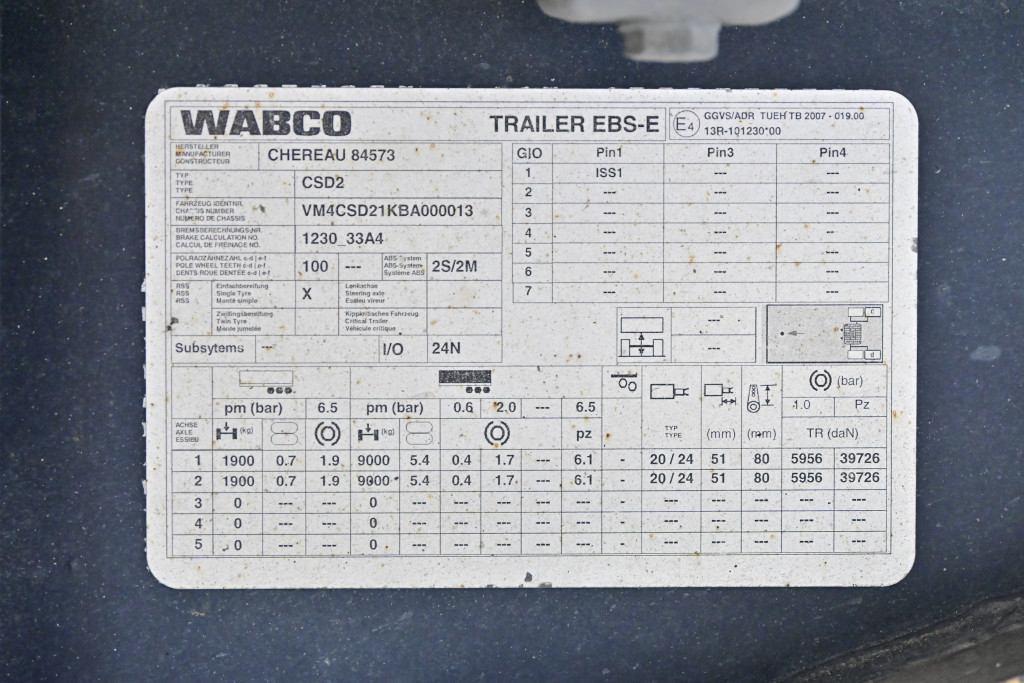 WABCO TRAILER EBS-E E4 GGVS/ADR TUEH TB 2007 - 019.00
13R-101230*00
HERSTELLER
MANUFACTURER
CONSTRUCTEUR
CHEREAU 84573
TYP
TYPE
TYPE
CSD2
FAHRZEUG IDENTNR.
CHASSIS NUMBER
NUMERO DE CHASSIS
VM4CSD21KBA000013
BREMSBERECHNUNGS-NR.
BRAKE CALCULATION NO.
CALCUL DE FREINAGE NO.
1230_33A4
POLRADZÄHNEZAHL c-d | e-f
POLE WHEEL TEETH c-d | e-f
DENTS ROUE DENTÉE c-d | e-f
100 ---
ABS-System
ABS-System
Système ABS
2S/2M
RSS
RSS
RSS
Einfachbereifung
Single Tyre
Monte simple
X
Lenkachse
Steering axle
Essieu vireur
Zwillingsbereifung
Twin Tyre
Monte jumelée
Kippkritisches Fahrzeug
Critical Trailer
Véhicule critique
Subsytems --- I/O 24N
GIO Pin1 Pin3 Pin4
1 ISS1 --- ---
2 --- --- ---
3 --- --- ---
4 --- --- ---
5 --- --- ---
6 --- --- ---
7 --- --- ---
---
---
c
d
pm (bar) 6.5 pm (bar) 0.6 2.0 --- 6.5
(bar)
1.0 Pz
ACHSE
AXLE
ESSIEU
(kg) (kg) pz
TYP
TYPE
(mm) (mm) TR (daN)
1 1900 0.7 1.9 9000 5.4 0.4 1.7 --- 6.1 - 20 / 24 51 80 5956 39726
2 1900 0.7 1.9 9000 5.4 0.4 1.7 --- 6.1 - 20 / 24 51 80 5956 39726
3 0 --- --- 0 --- --- --- --- --- - --- --- --- --- ---
4 0 --- --- 0 --- --- --- --- --- - --- --- --- --- ---
5 0 --- --- 0 --- --- --- --- --- - --- --- --- --- ---